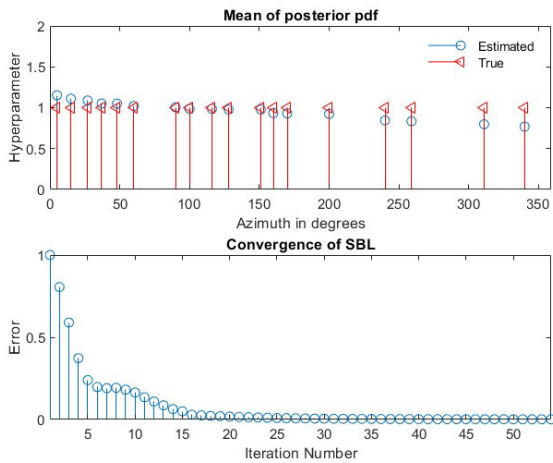 Mean of posterior pdf
2
1.5
1
0.5
0
Hyperparameter
Estimated
True
0 50 100 150 200 250 300 350
Azimuth in degrees
Convergence of SBL
1
0.5
0
Error
5 10 15 20 25 30 35 40 45 50
Iteration Number